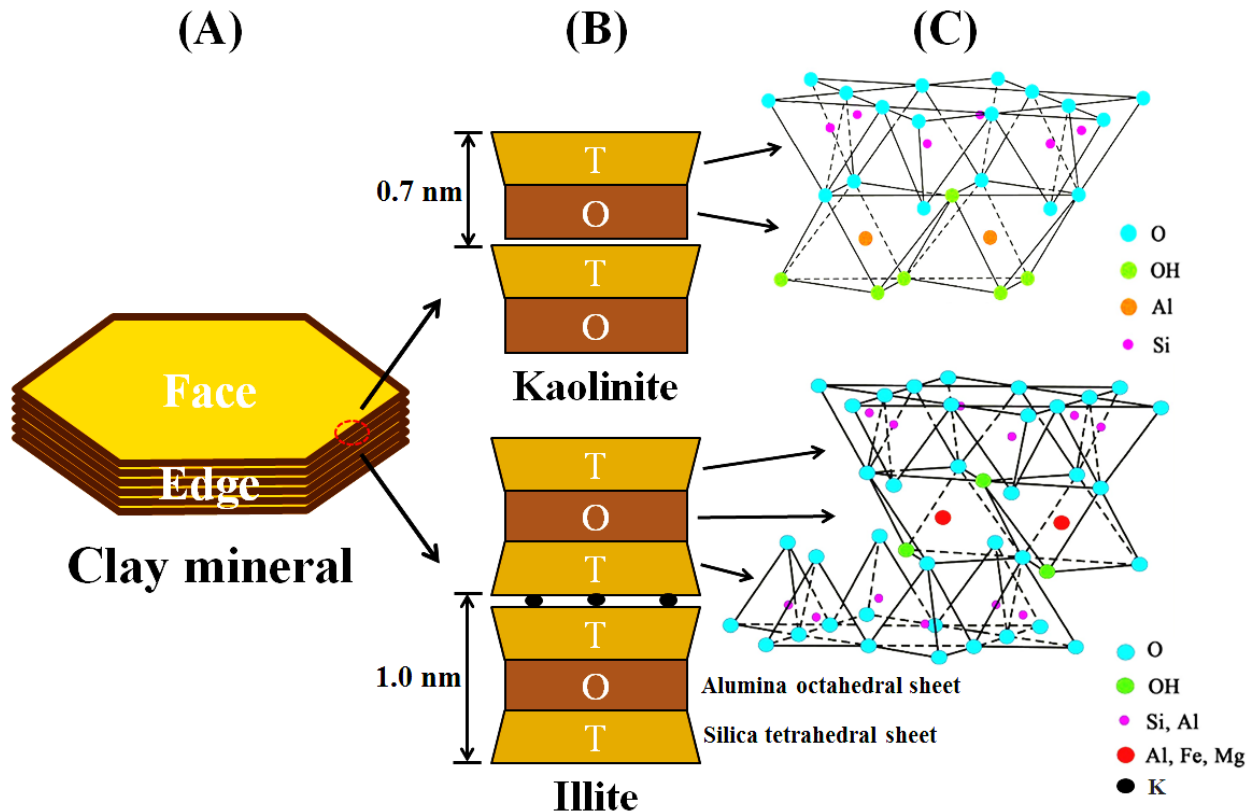 (A)
(B)
(C)
0.7 nm
T
O
T
O
Kaolinite
O
OH
Al
Si
Face
Edge
Clay mineral
T
O
T
1.0 nm
T
O
T
Alumina octahedral sheet
Silica tetrahedral sheet
Illite
O
OH
Si, Al
Al, Fe, Mg
K